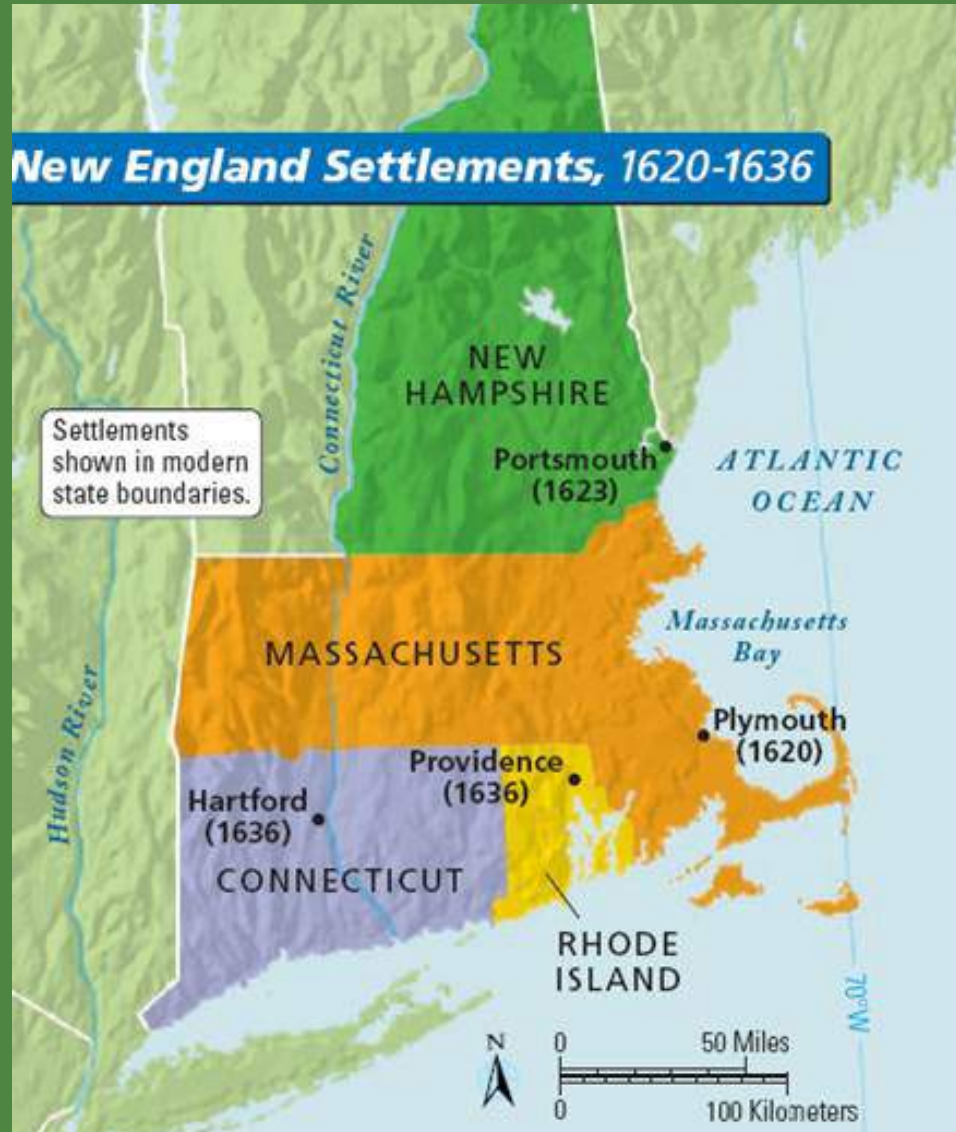 New England Settlements, 1620-1636
Connecticut River
NEW
HAMPSHIRE
Settlements
shown in modern
state boundaries.
Portsmouth
(1623)
ATLANTIC
OCEAN
MASSACHUSETTS
Massachusetts
Bay
Hudson River
Plymouth
(1620)
Providence
(1636)
Hartford
(1636)
CONNECTICUT
RHODE
ISLAND
70°W
N
0
50 Miles
0
100 Kilometers